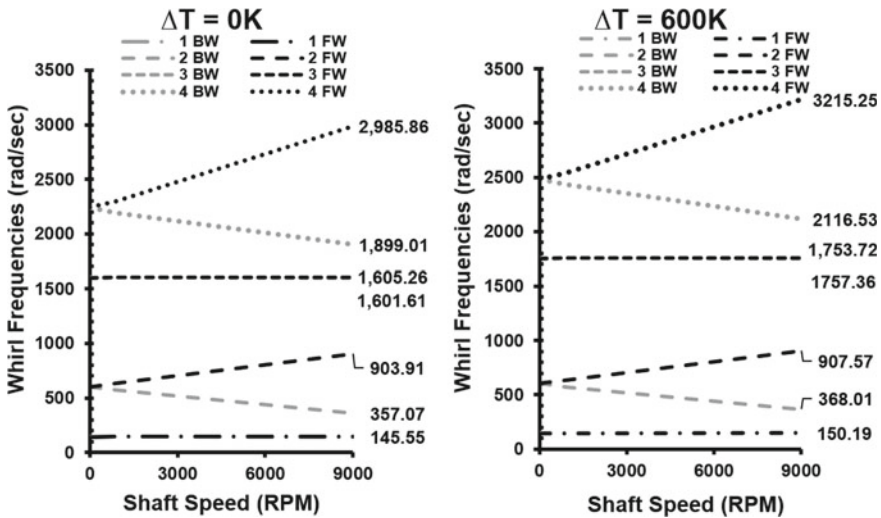 ΔT = 0K
1 BW 1 FW
2 BW 2 FW
3 BW 3 FW
4 BW 4 FW
3500
3000
2500
2000
1500
1000
500
0
Whirl Frequencies (rad/sec)
2,985.86
1,899.01
1,605.26
1,601.61
903.91
357.07
145.55
0 3000 6000 9000
Shaft Speed (RPM)
ΔT = 600K
1 BW 1 FW
2 BW 2 FW
3 BW 3 FW
4 BW 4 FW
3500
3000
2500
2000
1500
1000
500
0
Whirl Frequencies (rad/sec)
3215.25
2116.53
1,753.72
1757.36
907.57
368.01
150.19
0 3000 6000 9000
Shaft Speed (RPM)